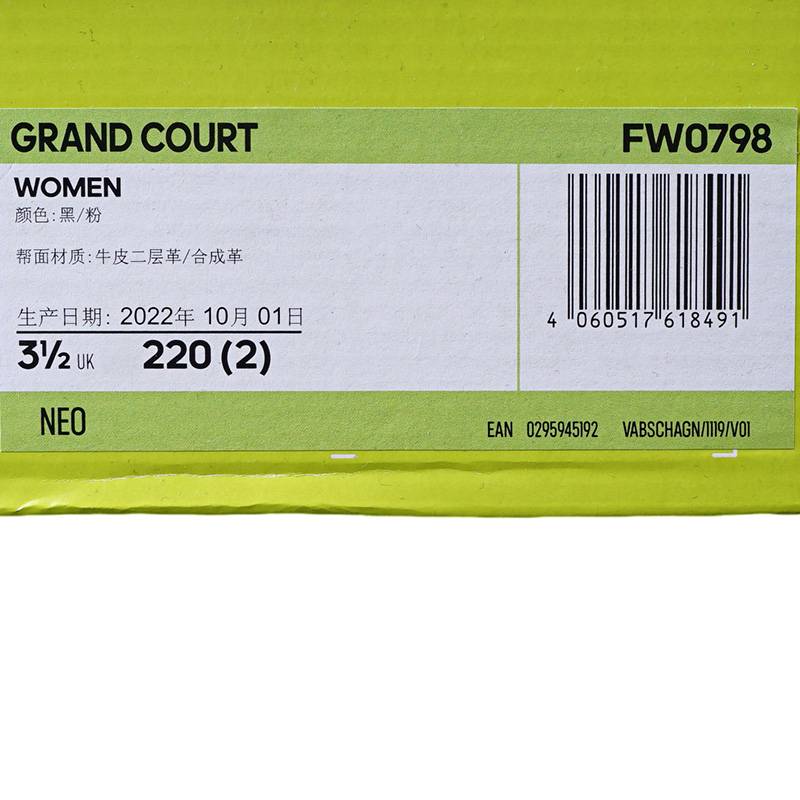 GRAND COURT FW0798
WOMEN
颜色:黑/粉
帮面材质:牛皮二层革/合成革
生产日期: 2022年 10月 01日
3½ UK 220 (2)
4 060517 618491
NEO EAN 0295945192 VABSCHAGN/1119/V01